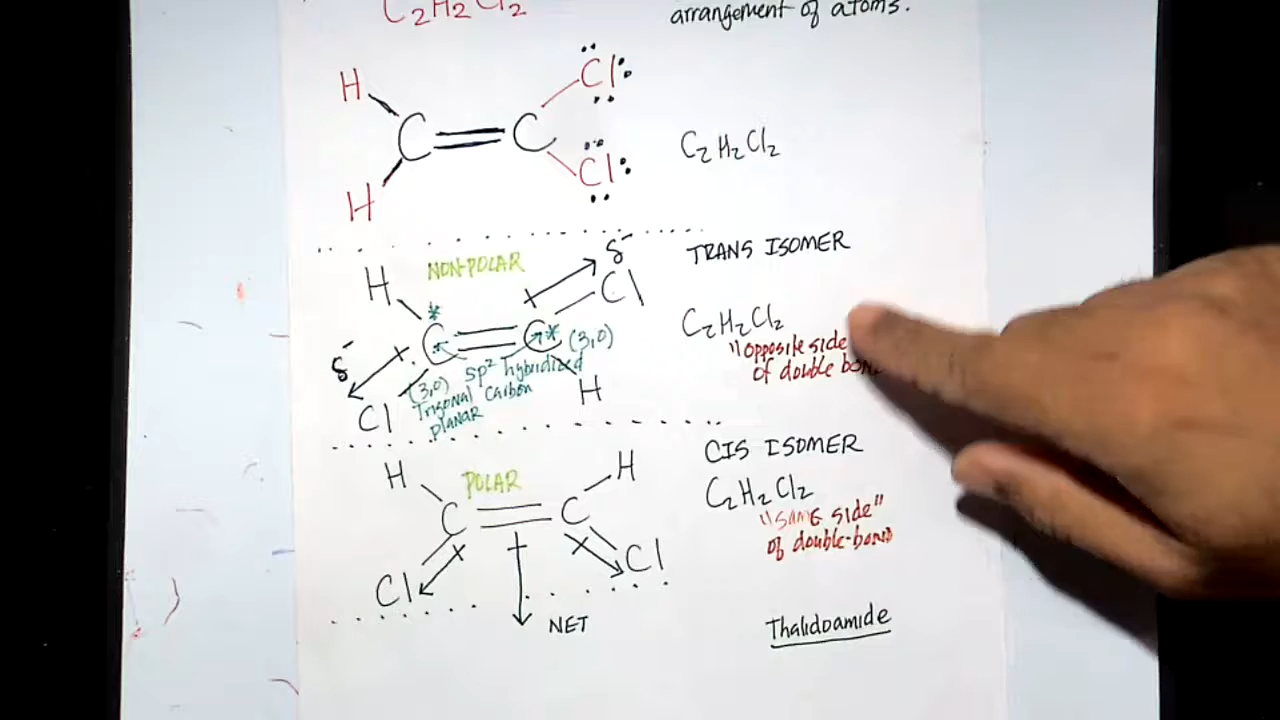 C2H2Cl2
arrangement of atoms.
H
Cl
C
C
C2H2Cl2
Cl
H
TRANS ISOMER
δ-
NON-POLAR
H
Cl
*
C
C*
(3,0)
C2H2Cl2
"opposite side
of double bond
δ-
sp2 hybridized
Carbon
(3,0)
Trigonal
planar
H
Cl
CIS ISOMER
H
POLAR
H
C2H2Cl2
"same side"
of double-bond
C
C
Cl
Cl
NET
Thalidoamide